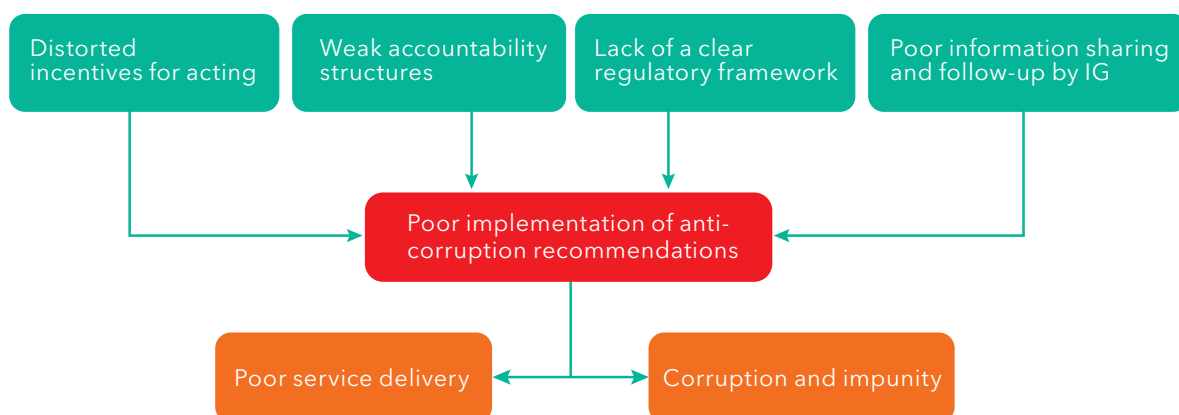 Distorted
incentives for acting
Weak accountability
structures
Lack of a clear
regulatory framework
Poor information sharing
and follow-up by IG
Poor implementation of anti-
corruption recommendations
Poor service delivery
Corruption and impunity